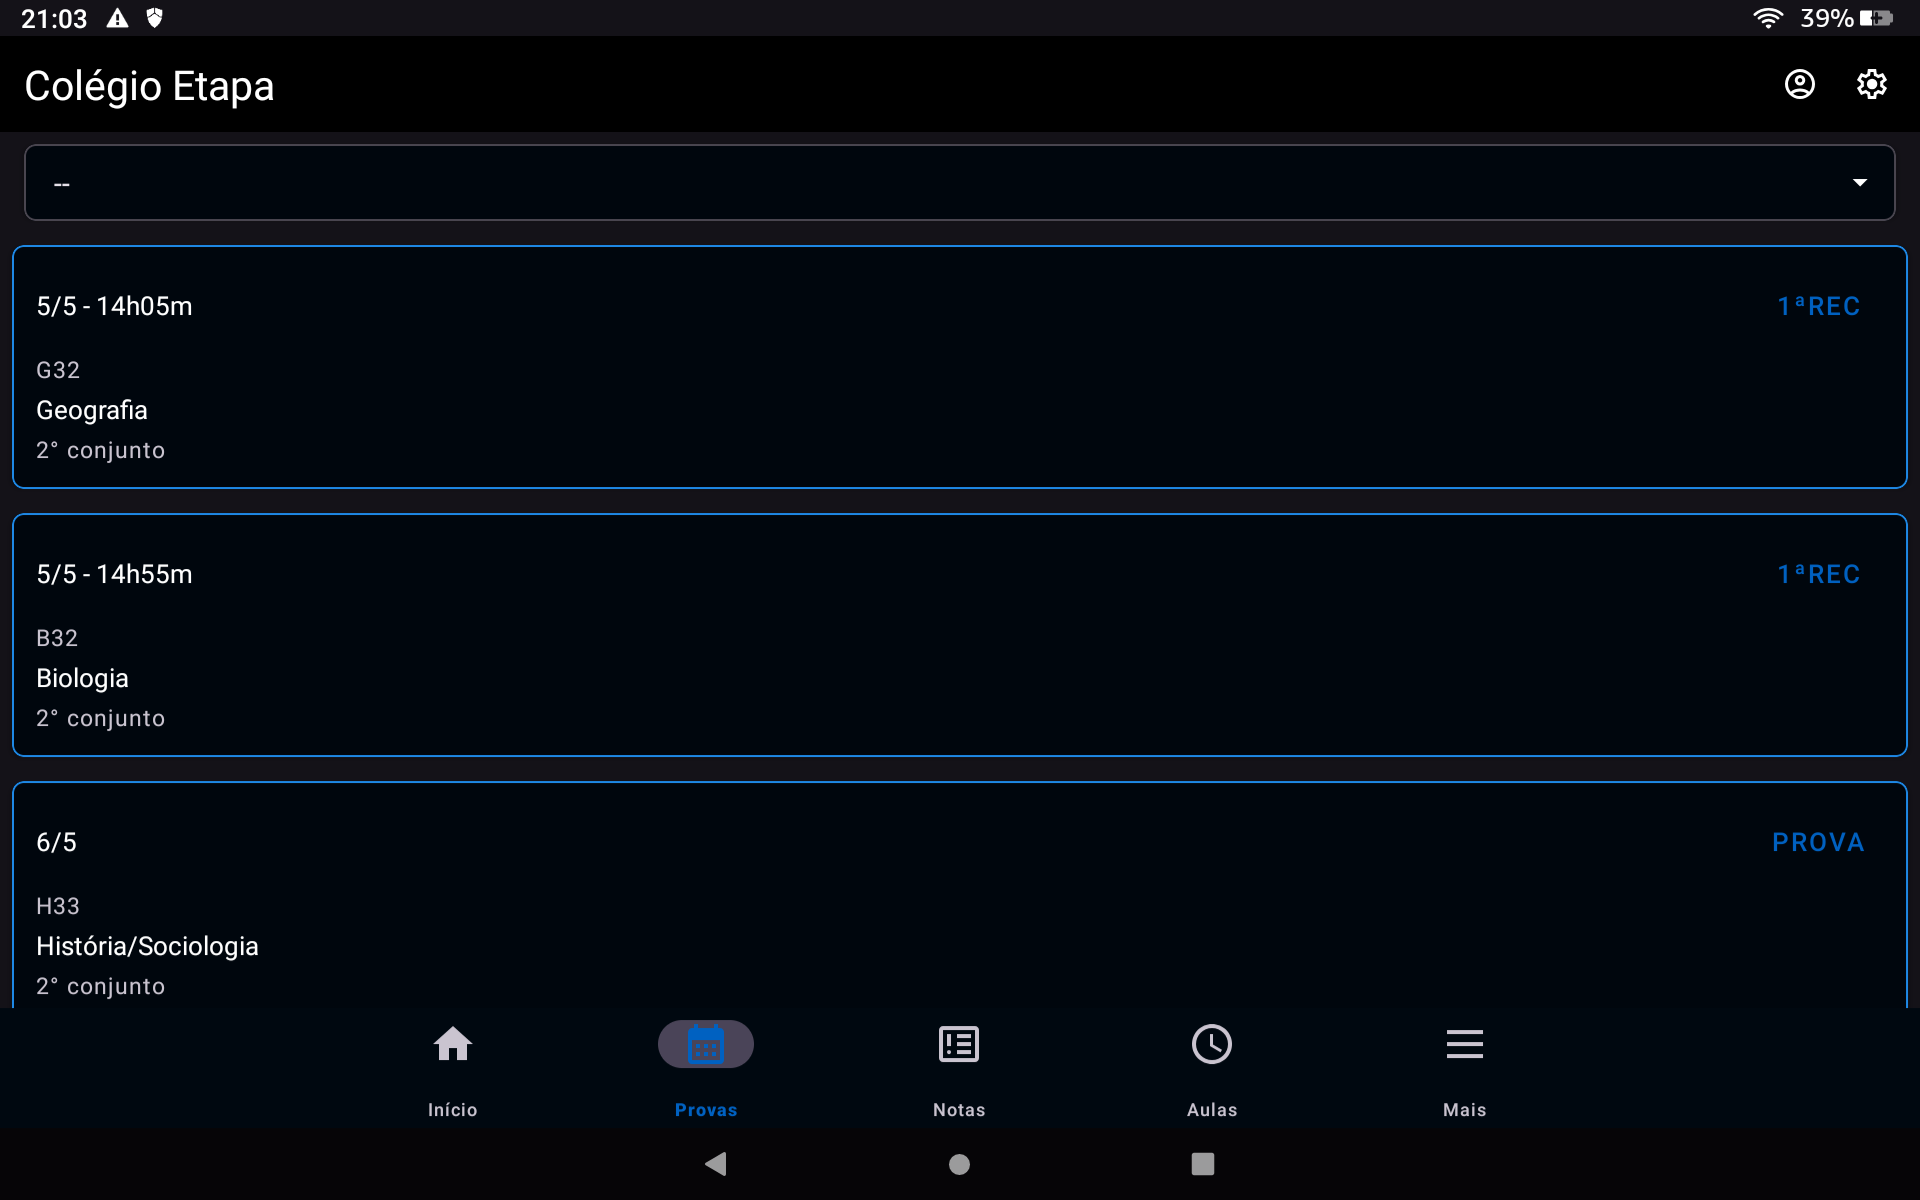 21:03
39%
Colégio Etapa
--
5/5 - 14h05m
1ªREC
G32
Geografia
2° conjunto
5/5 - 14h55m
1ªREC
B32
Biologia
2° conjunto
6/5
PROVA
H33
História/Sociologia
2° conjunto
Início
Provas
Notas
Aulas
Mais